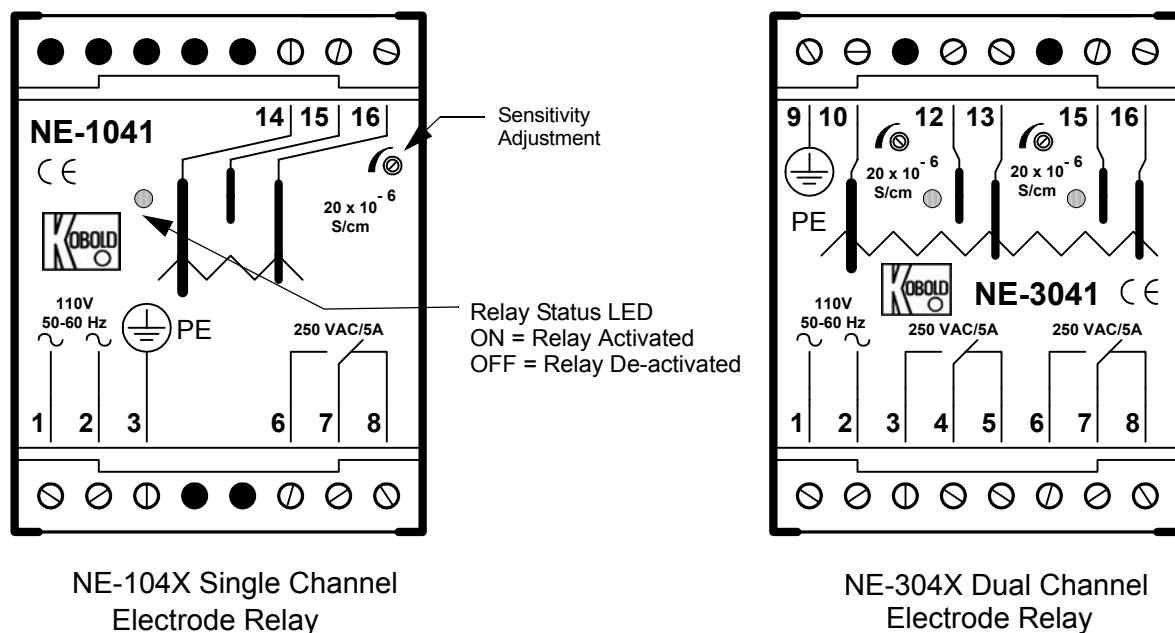 14 15 16
NE-1041
CE
20 x 10 - 6
S/cm
KOBOLD
110V
50-60 Hz
PE
250 VAC/5A
1 2 3 6 7 8
Sensitivity
Adjustment
Relay Status LED
ON = Relay Activated
OFF = Relay De-activated
NE-104X Single Channel
Electrode Relay
9 10 12 13 15 16
20 x 10 - 6
S/cm
20 x 10 - 6
S/cm
PE
KOBOLD
NE-3041 CE
110V
50-60 Hz
250 VAC/5A 250 VAC/5A
1 2 3 4 5 6 7 8
NE-304X Dual Channel
Electrode Relay